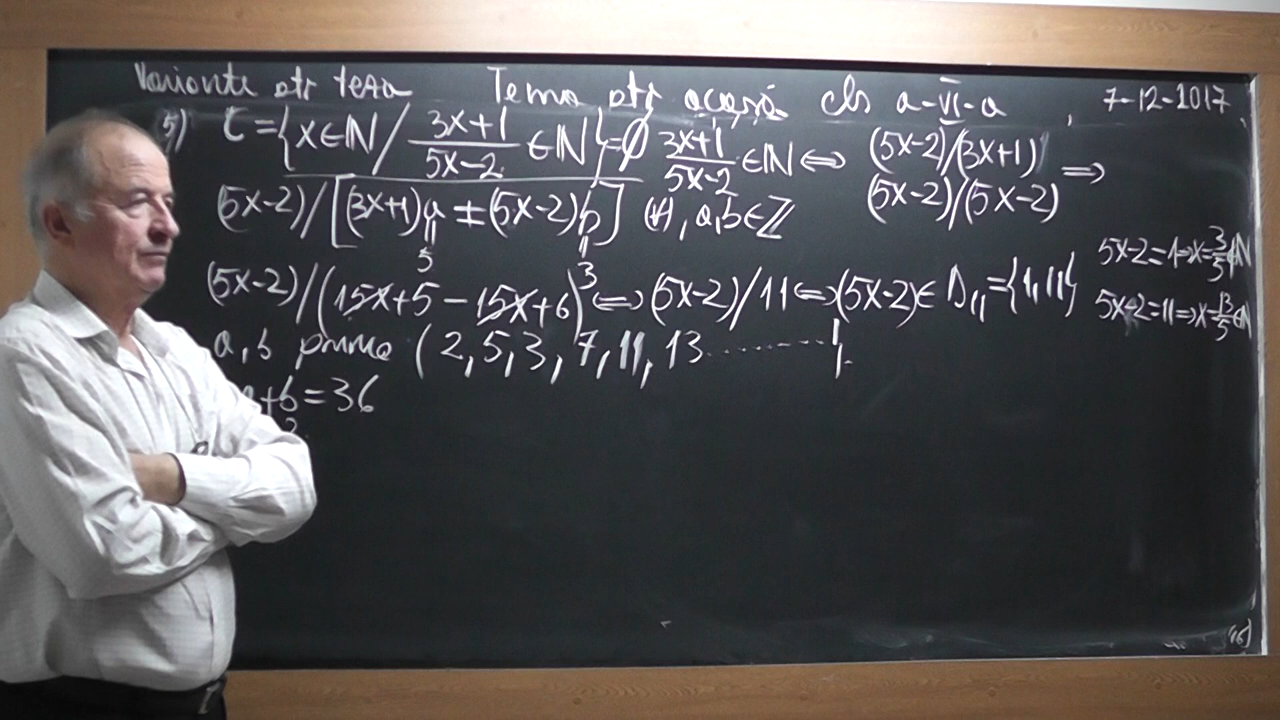 Variante ptr teza Tema ptr acasă cls a-VI-a, 7-12-2017
5) C={x∈ℕ / (3x+1)/(5x-2) ∈ℕ}=∅ (3x+1)/(5x-2) ∈ℕ ⇔ (5x-2)/(3x+1) ⇒
(5x-2)/(5x-2)
(5x-2)/[(3x+1)a ± (5x-2)b] (∀), a,b∈ℤ
5 3
(5x-2)/(15x+5-15x+6) ⇔ (5x-2)/11 ⇔ (5x-2)∈ D₁₁={1,11}
5x-2=1⇒x=3/5∉ℕ
5x-2=11⇒x=13/5∉ℕ
a, b prime (2,5,3,7,11,13..........)
+b=36